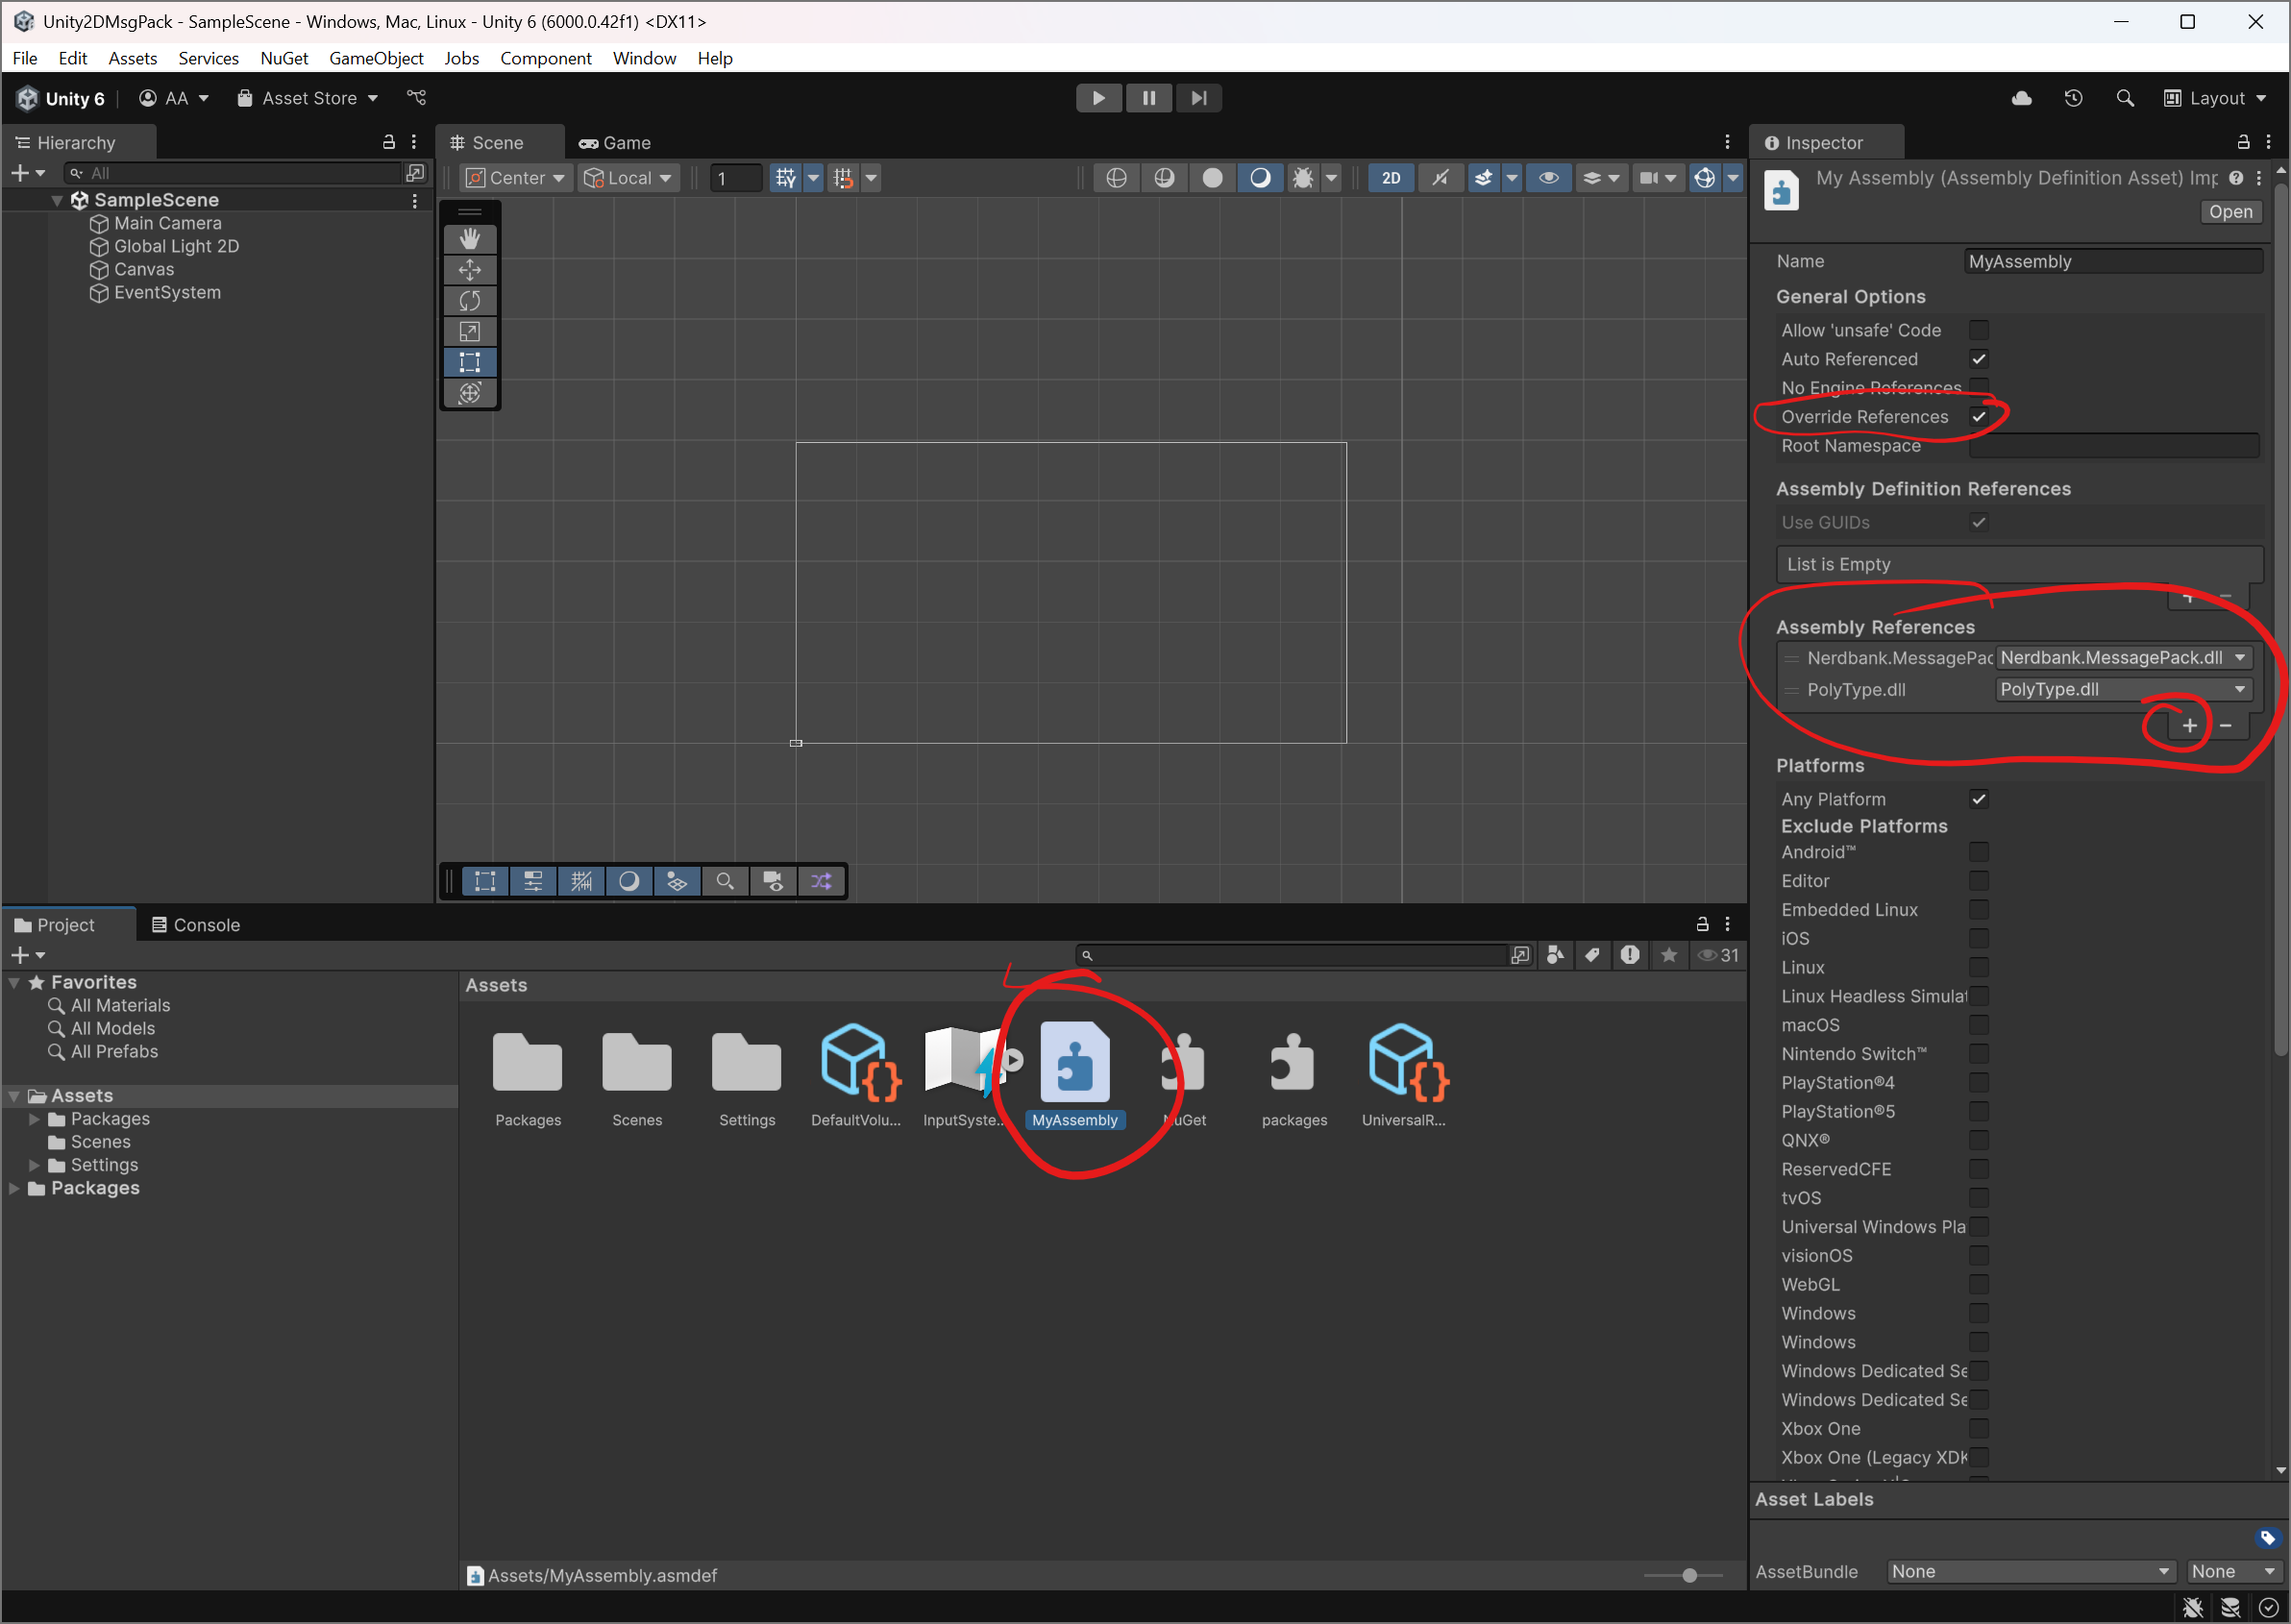 Unity2DMsgPack - SampleScene - Windows, Mac, Linux - Unity 6 (6000.0.42f1) <DX11>
File Edit Assets Services NuGet GameObject Jobs Component Window Help
Unity 6 AA Asset Store Layout
Hierarchy
All
SampleScene
Main Camera
Global Light 2D
Canvas
EventSystem
Scene Game
Center Local 1 2D
Inspector
My Assembly (Assembly Definition Asset) Imp
Open
Name MyAssembly
General Options
Allow 'unsafe' Code
Auto Referenced
No Engine References
Override References
Root Namespace
Assembly Definition References
Use GUIDs
List is Empty
Assembly References
Nerdbank.MessagePac Nerdbank.MessagePack.dll
PolyType.dll PolyType.dll
Platforms
Any Platform
Exclude Platforms
Android™
Editor
Embedded Linux
iOS
Linux
Linux Headless Simulat
macOS
Nintendo Switch™
PlayStation®4
PlayStation®5
QNX®
ReservedCFE
tvOS
Universal Windows Pla
visionOS
WebGL
Windows
Windows
Windows Dedicated Se
Windows Dedicated Se
Xbox One
Xbox One (Legacy XDK
Asset Labels
AssetBundle None None
Project Console
31
Favorites
All Materials
All Models
All Prefabs
Assets
Packages
Scenes
Settings
Packages
Assets
Packages Scenes Settings DefaultVolu... InputSyste... MyAssembly NuGet packages UniversalR...
Assets/MyAssembly.asmdef